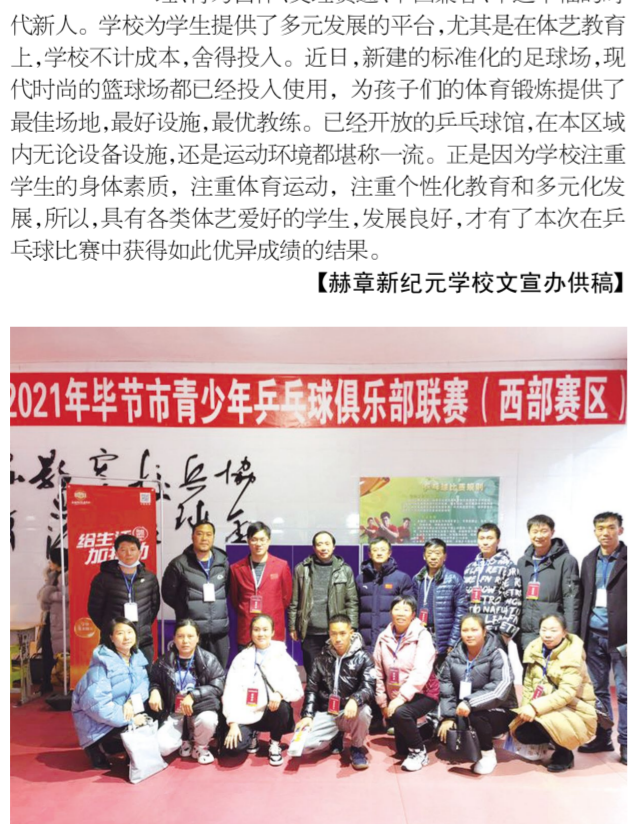 代新人。学校为学生提供了多元发展的平台,尤其是在体艺教育
上,学校不计成本,舍得投入。近日,新建的标准化的足球场,现
代时尚的篮球场都已经投入使用，为孩子们的体育锻炼提供了
最佳场地,最好设施,最优教练。已经开放的乒乓球馆,在本区域
内无论设备设施,还是运动环境都堪称一流。正是因为学校注重
学生的身体素质，注重体育运动，注重个性化教育和多元化发
展,所以,具有各类体艺爱好的学生,发展良好,才有了本次在乒
乓球比赛中获得如此优异成绩的结果。
【赫章新纪元学校文宣办供稿】
2021年毕节市青少年乒乓球俱乐部联赛（西部赛区）
乒乓球比赛规则
给生活
加
动